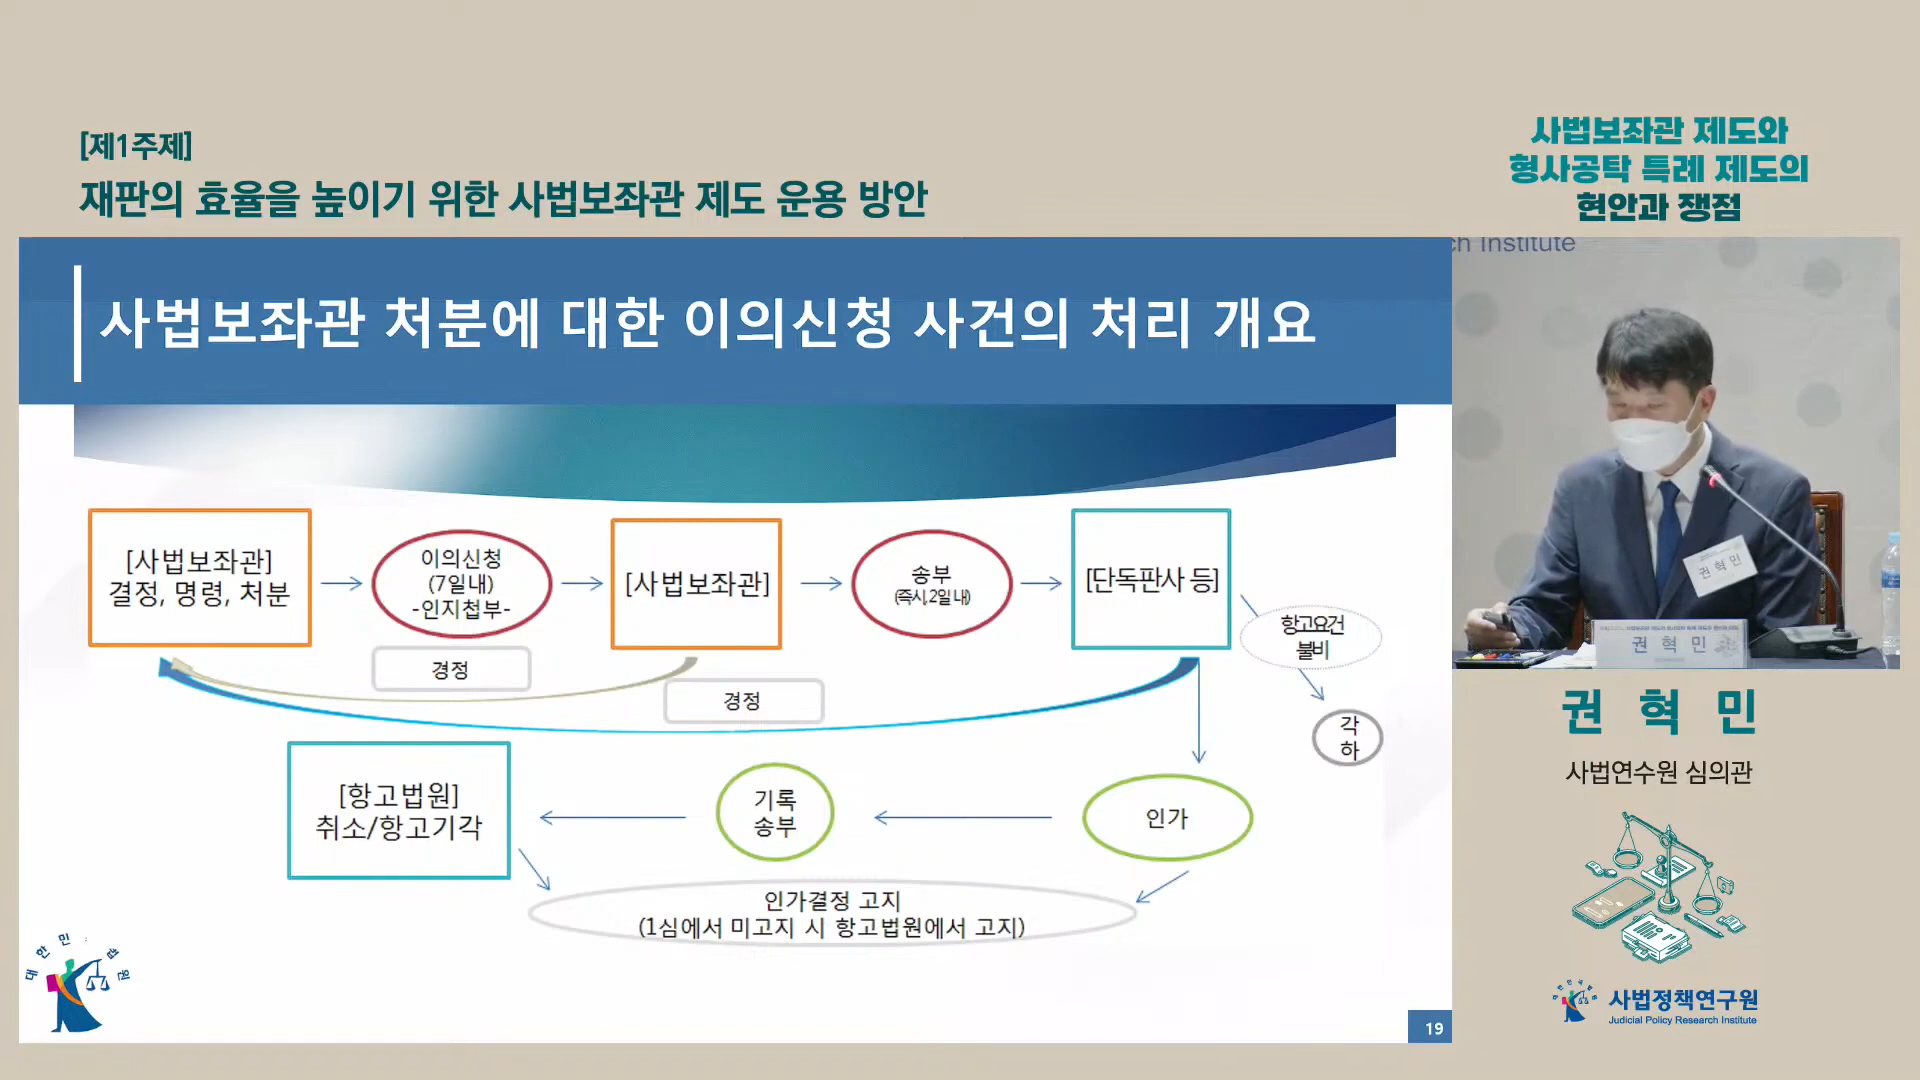 [제1주제]
재판의 효율을 높이기 위한 사법보좌관 제도 운용 방안
사법보좌관 제도와
형사공탁 특례 제도의
현안과 쟁점
사법보좌관 처분에 대한 이의신청 사건의 처리 개요
[사법보좌관]
결정, 명령, 처분
이의신청
(7일내)
-인지첩부-
[사법보좌관]
송부
(즉시, 2일 내)
[단독판사 등]
항고요건
불비
각
하
경정
경정
[항고법원]
취소/항고기각
기록
송부
인가
인가결정 고지
(1심에서 미고지 시 항고법원에서 고지)
19
ch Institute
권 혁 민
권 혁 민
권 혁 민
사법연수원 심의관
사법정책연구원
Judicial Policy Research Institute